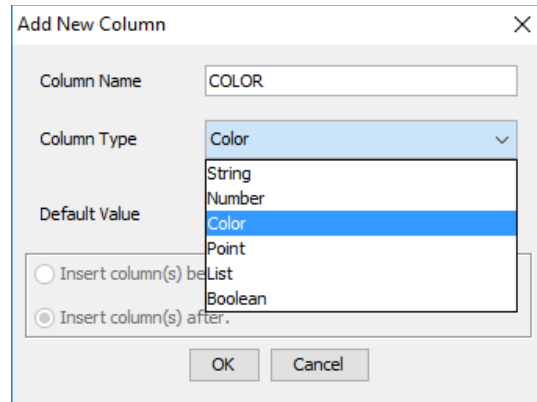 Add New Column
Column Name COLOR
Column Type Color
String
Number
Default Value
Color
Point
Insert column(s) be
List
Boolean
Insert column(s) after.
OK Cancel